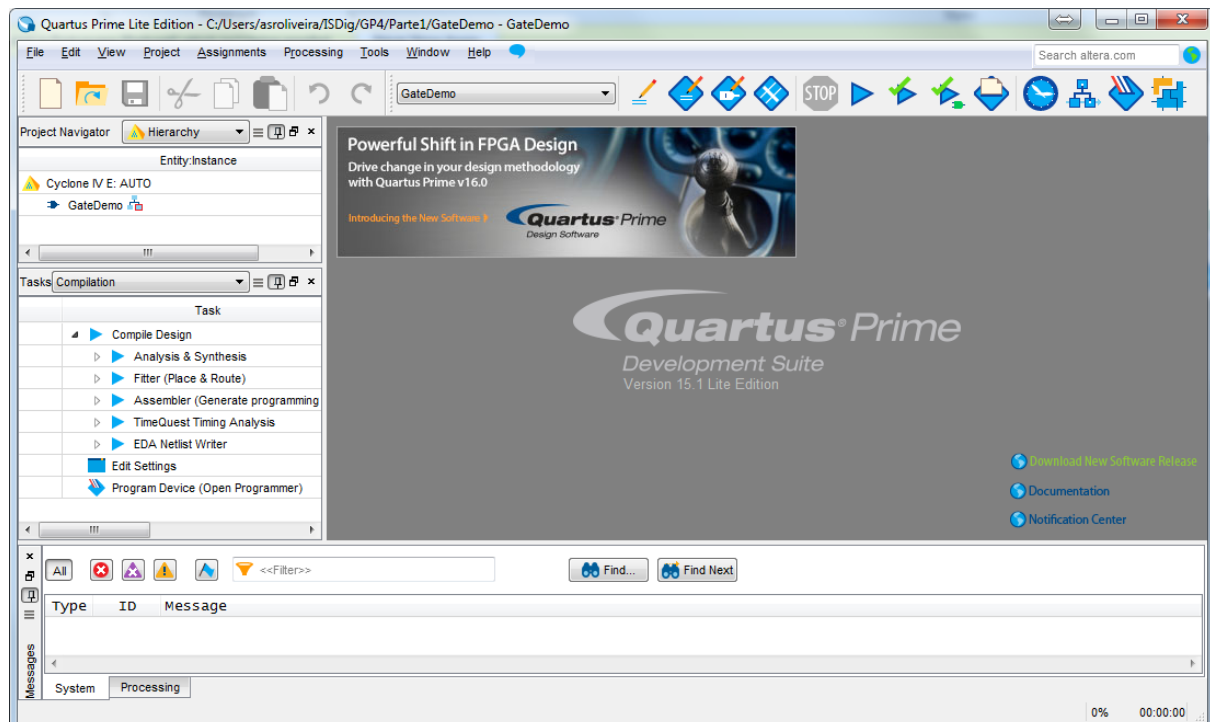 Quartus Prime Lite Edition - C:/Users/asroliveira/ISDig/GP4/Parte1/GateDemo - GateDemo
File Edit View Project Assignments Processing Tools Window Help
Search altera.com
GateDemo
STOP
Project Navigator Hierarchy
Entity:Instance
Cyclone IV E: AUTO
GateDemo
Powerful Shift in FPGA Design
Drive change in your design methodology
with Quartus Prime v16.0
Introducing the New Software
Quartus Prime
Design Software
Tasks Compilation
Task
Compile Design
Analysis & Synthesis
Fitter (Place & Route)
Assembler (Generate programming
TimeQuest Timing Analysis
EDA Netlist Writer
Edit Settings
Program Device (Open Programmer)
Quartus® Prime
Development Suite
Version 15.1 Lite Edition
Download New Software Release
Documentation
Notification Center
All <<Filter>> Find... Find Next
Type ID Message
Messages
System Processing
0% 00:00:00